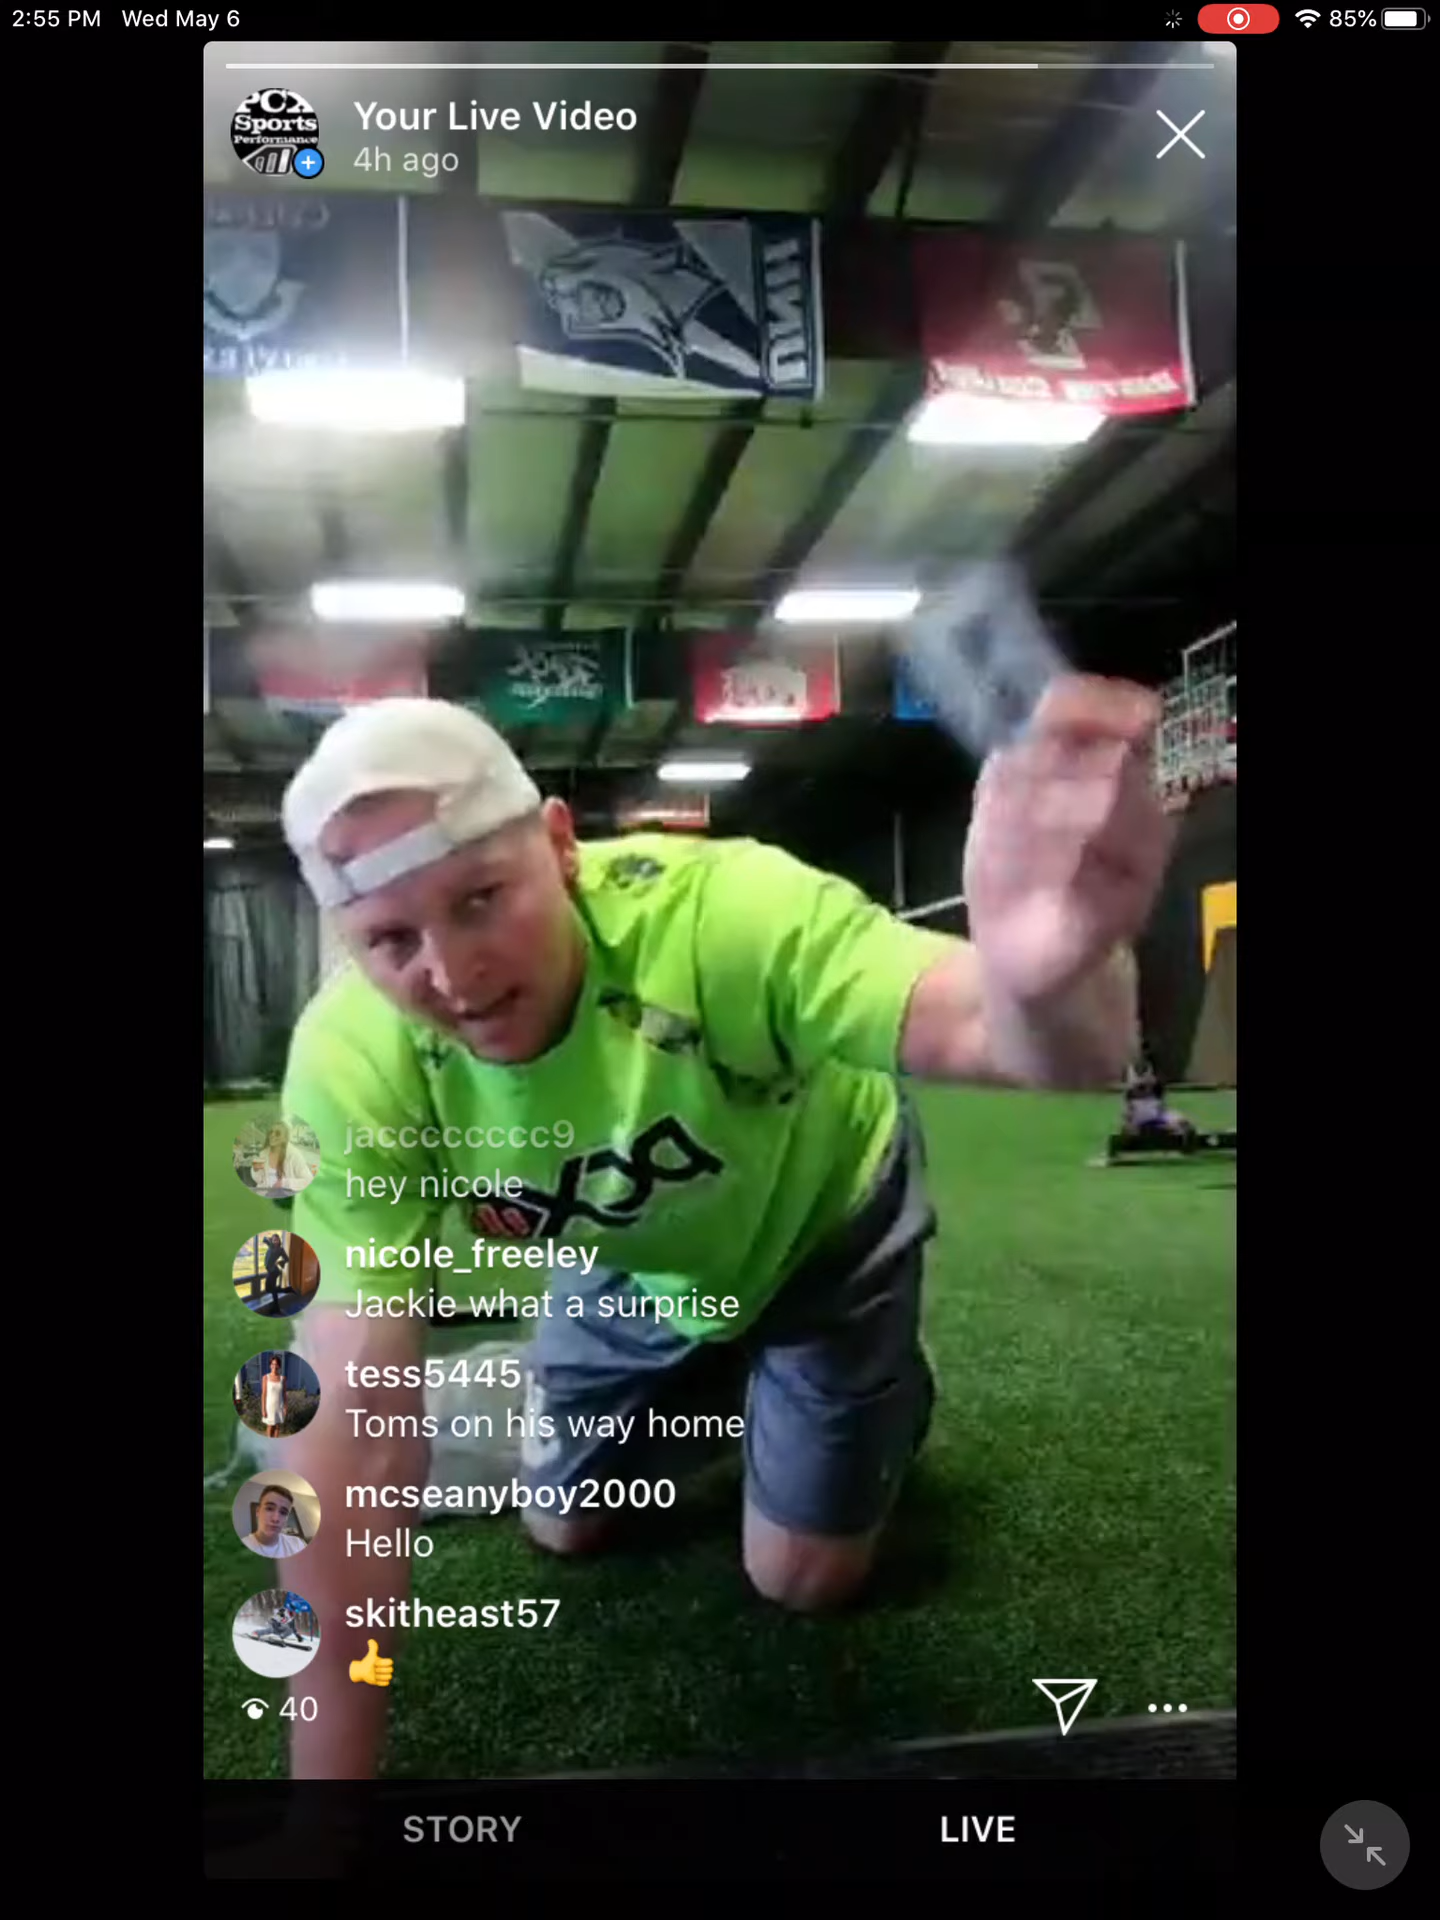 2:55 PM Wed May 6
85%
PCX
Sports
Performance
Your Live Video
4h ago
UNH
PCX
jacccccccc9
hey nicole
nicole_freeley
Jackie what a surprise
tess5445
Toms on his way home
mcseanyboy2000
Hello
skitheast57
👍
40
STORY
LIVE